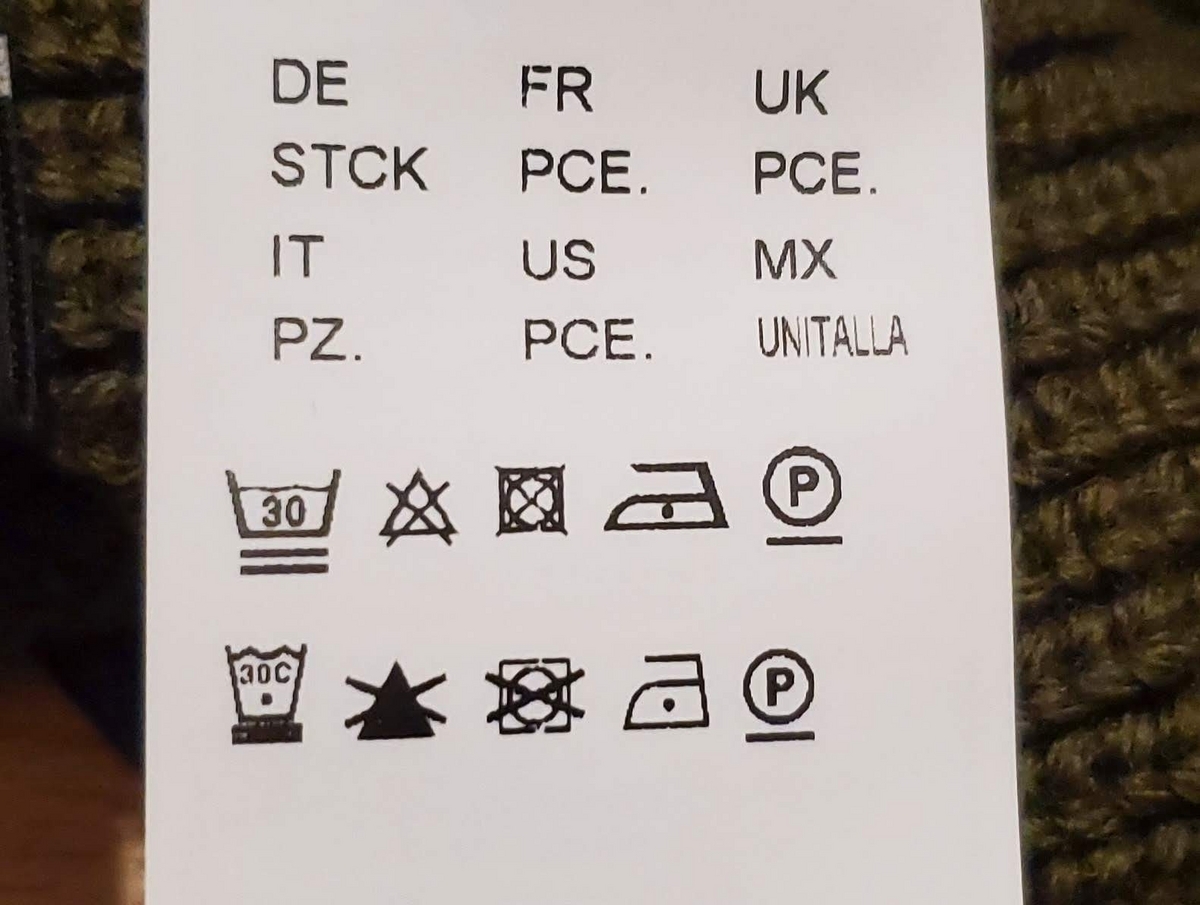 DE FR UK
STCK PCE. PCE.
IT US MX
PZ. PCE. UNITALLA
30 P
30C P